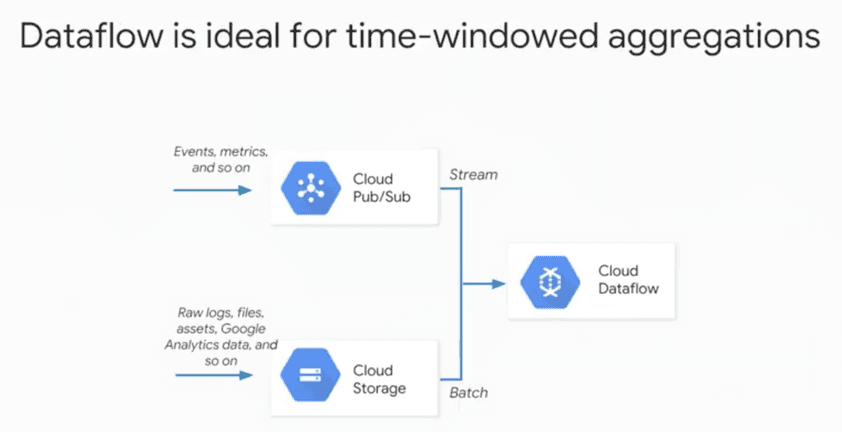 Dataflow is ideal for time-windowed aggregations
Events, metrics,
and so on
Cloud
Pub/Sub
Stream
Cloud
Dataflow
Raw logs, files,
assets, Google
Analytics data, and
so on
Cloud
Storage
Batch